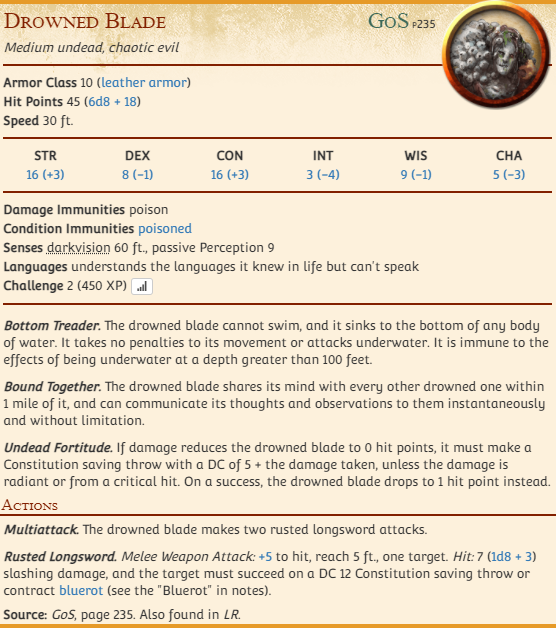 Drowned Blade GoS p235
Medium undead, chaotic evil
Armor Class 10 (leather armor)
Hit Points 45 (6d8 + 18)
Speed 30 ft.
STR DEX CON INT WIS CHA
16 (+3) 8 (−1) 16 (+3) 3 (−4) 9 (−1) 5 (−3)
Damage Immunities poison
Condition Immunities poisoned
Senses darkvision 60 ft., passive Perception 9
Languages understands the languages it knew in life but can't speak
Challenge 2 (450 XP)
Bottom Treader. The drowned blade cannot swim, and it sinks to the bottom of any body
of water. It takes no penalties to its movement or attacks underwater. It is immune to the
effects of being underwater at a depth greater than 100 feet.
Bound Together. The drowned blade shares its mind with every other drowned one within
1 mile of it, and can communicate its thoughts and observations to them instantaneously
and without limitation.
Undead Fortitude. If damage reduces the drowned blade to 0 hit points, it must make a
Constitution saving throw with a DC of 5 + the damage taken, unless the damage is
radiant or from a critical hit. On a success, the drowned blade drops to 1 hit point instead.
Actions
Multiattack. The drowned blade makes two rusted longsword attacks.
Rusted Longsword. Melee Weapon Attack: +5 to hit, reach 5 ft., one target. Hit: 7 (1d8 + 3)
slashing damage, and the target must succeed on a DC 12 Constitution saving throw or
contract bluerot (see the "Bluerot" in notes).
Source: GoS, page 235. Also found in LR.